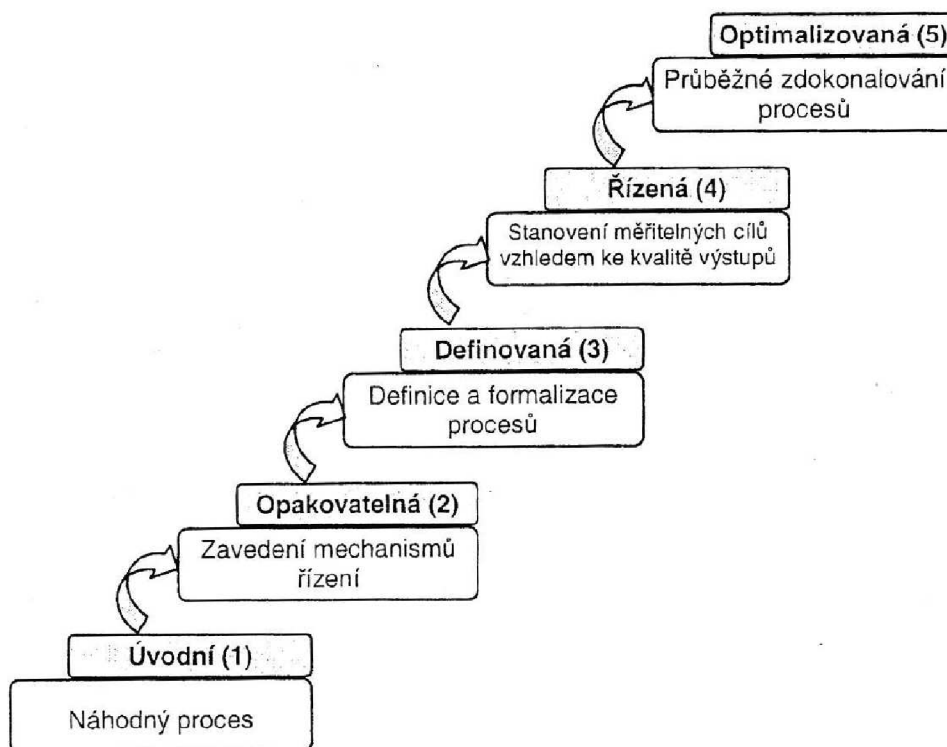 Optimalizovaná (5)
Průběžné zdokonalování
procesů
Řízená (4)
Stanovení měřitelných cílů
vzhledem ke kvalitě výstupů
Definovaná (3)
Definice a formalizace
procesů
Opakovatelná (2)
Zavedení mechanismů
řízení
Úvodní (1)
Náhodný proces